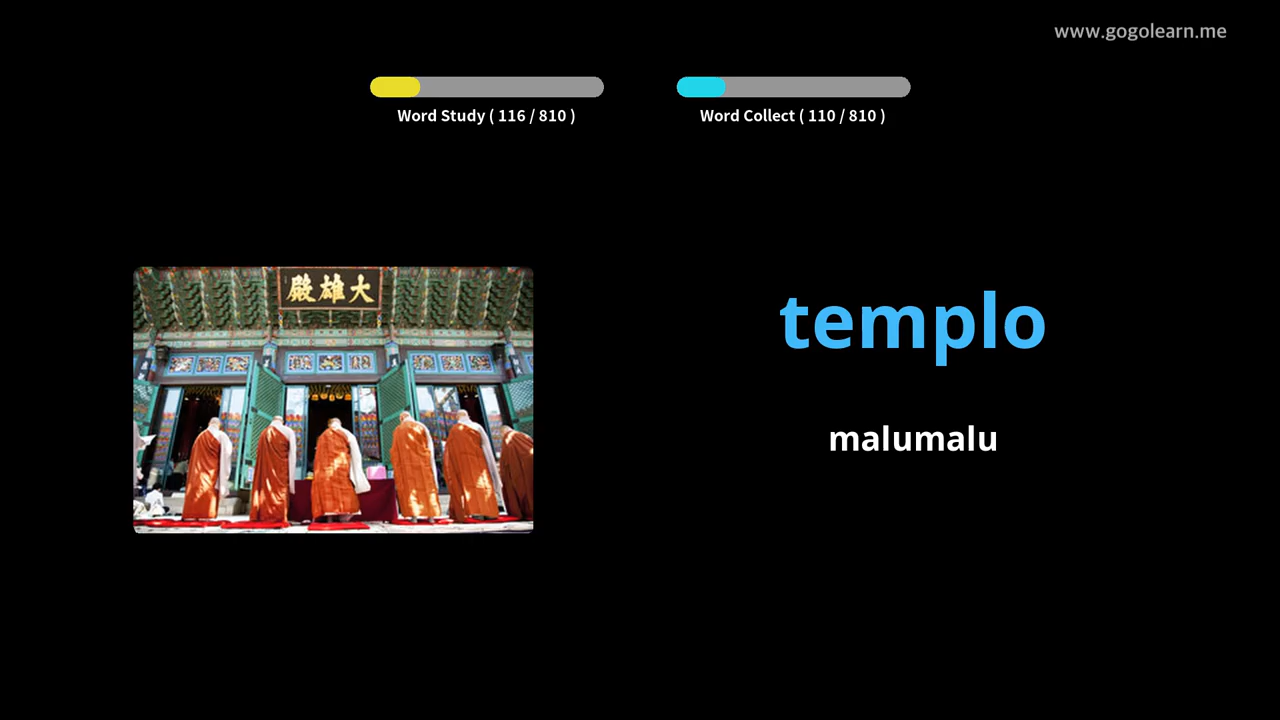 www.gogolearn.me
Word Study ( 116 / 810 )
Word Collect ( 110 / 810 )
殿雄大
templo
malumalu